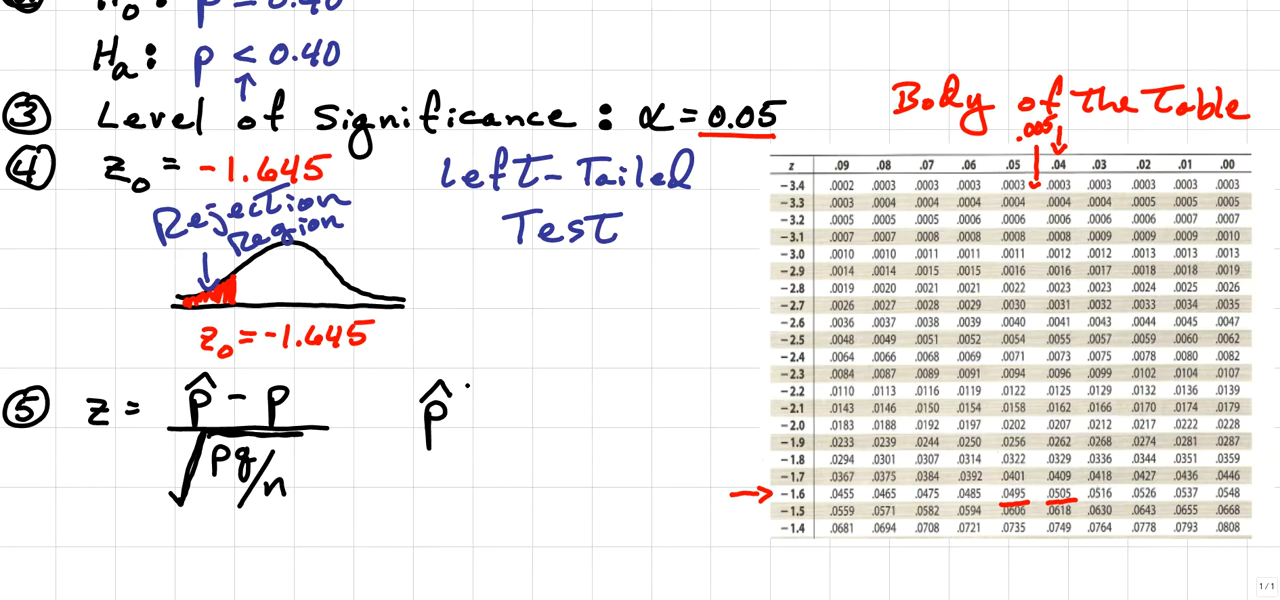 H₀: p = 0.40
Hₐ: p < 0.40
③ Level of Significance: α = 0.05
④ z₀ = -1.645 Left-Tailed Test
Rejection Region
z₀ = -1.645
⑤ z = p̂ - p / √pq/n p̂
Body of the Table
.005
z .09 .08 .07 .06 .05 .04 .03 .02 .01 .00
-3.4 .0002 .0003 .0003 .0003 .0003 .0003 .0003 .0003 .0003 .0003
-3.3 .0003 .0004 .0004 .0004 .0004 .0004 .0004 .0005 .0005 .0005
-3.2 .0005 .0005 .0005 .0006 .0006 .0006 .0006 .0006 .0007 .0007
-3.1 .0007 .0007 .0008 .0008 .0008 .0008 .0009 .0009 .0009 .0010
-3.0 .0010 .0010 .0011 .0011 .0011 .0012 .0012 .0013 .0013 .0013
-2.9 .0014 .0014 .0015 .0015 .0016 .0016 .0017 .0018 .0018 .0019
-2.8 .0019 .0020 .0021 .0021 .0022 .0023 .0023 .0024 .0025 .0026
-2.7 .0026 .0027 .0028 .0029 .0030 .0031 .0032 .0033 .0034 .0035
-2.6 .0036 .0037 .0038 .0039 .0040 .0041 .0043 .0044 .0045 .0047
-2.5 .0048 .0049 .0051 .0052 .0054 .0055 .0057 .0059 .0060 .0062
-2.4 .0064 .0066 .0068 .0069 .0071 .0073 .0075 .0078 .0080 .0082
-2.3 .0084 .0087 .0089 .0091 .0094 .0096 .0099 .0102 .0104 .0107
-2.2 .0110 .0113 .0116 .0119 .0122 .0125 .0129 .0132 .0136 .0139
-2.1 .0143 .0146 .0150 .0154 .0158 .0162 .0166 .0170 .0174 .0179
-2.0 .0183 .0188 .0192 .0197 .0202 .0207 .0212 .0217 .0222 .0228
-1.9 .0233 .0239 .0244 .0250 .0256 .0262 .0268 .0274 .0281 .0287
-1.8 .0294 .0301 .0307 .0314 .0322 .0329 .0336 .0344 .0351 .0359
-1.7 .0367 .0375 .0384 .0392 .0401 .0409 .0418 .0427 .0436 .0446
-1.6 .0455 .0465 .0475 .0485 .0495 .0505 .0516 .0526 .0537 .0548
-1.5 .0559 .0571 .0582 .0594 .0606 .0618 .0630 .0643 .0655 .0668
-1.4 .0681 .0694 .0708 .0721 .0735 .0749 .0764 .0778 .0793 .0808
1 / 1